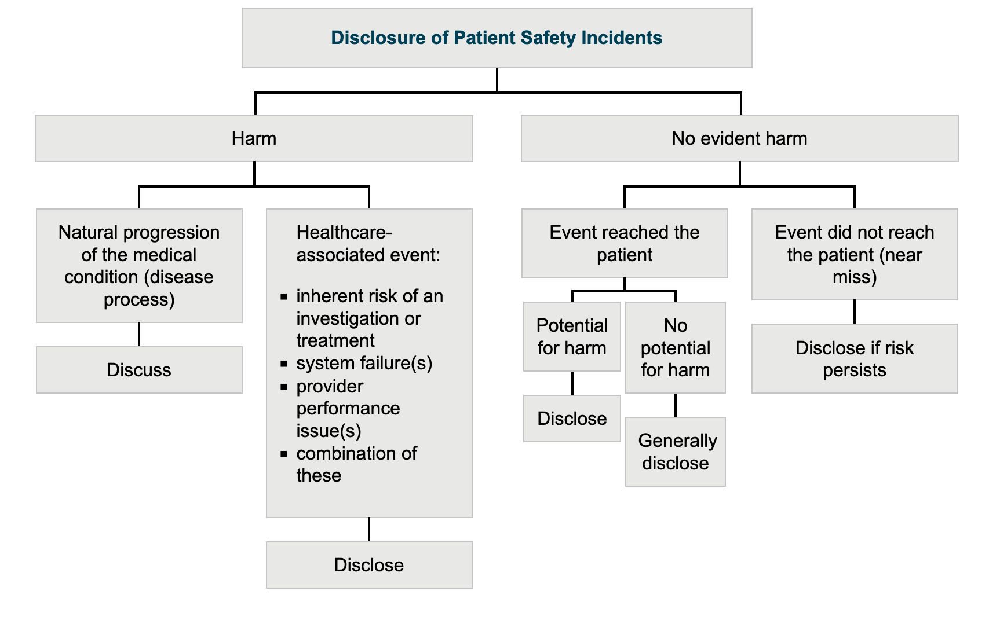 Disclosure of Patient Safety Incidents
Harm
No evident harm
Natural progression
of the medical
condition (disease
process)
Discuss
Healthcare-
associated event:
▪ inherent risk of an
investigation or
treatment
▪ system failure(s)
▪ provider
performance
issue(s)
▪ combination of
these
Disclose
Event reached the
patient
Potential
for harm
Disclose
No
potential
for harm
Generally
disclose
Event did not reach
the patient (near
miss)
Disclose if risk
persists